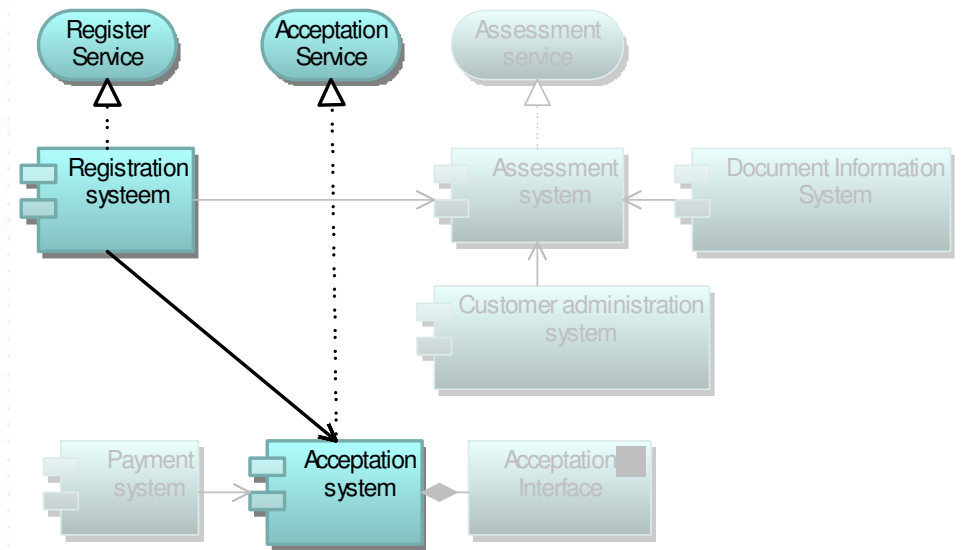 Register
Service
Acceptation
Service
Assessment
service
Registration
systeem
Assessment
system
Document Information
System
Customer administration
system
Payment
system
Acceptation
system
Acceptation
Interface